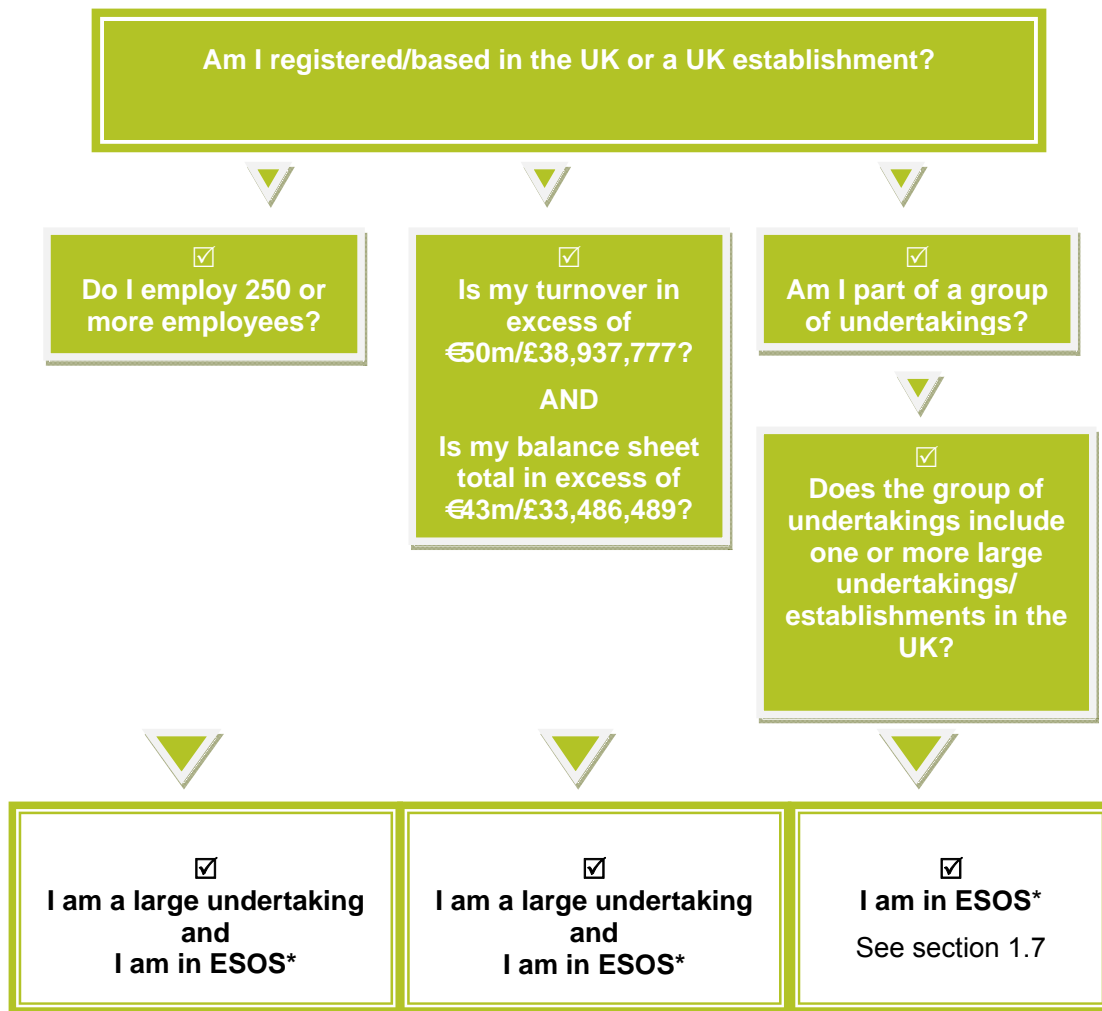 Am I registered/based in the UK or a UK establishment?
☑
Do I employ 250 or
more employees?
☑
Is my turnover in
excess of
€50m/£38,937,777?
AND
Is my balance sheet
total in excess of
€43m/£33,486,489?
☑
Am I part of a group
of undertakings?
☑
Does the group of
undertakings include
one or more large
undertakings/
establishments in the
UK?
☑
I am a large undertaking
and
I am in ESOS*
☑
I am a large undertaking
and
I am in ESOS*
☑
I am in ESOS*
See section 1.7